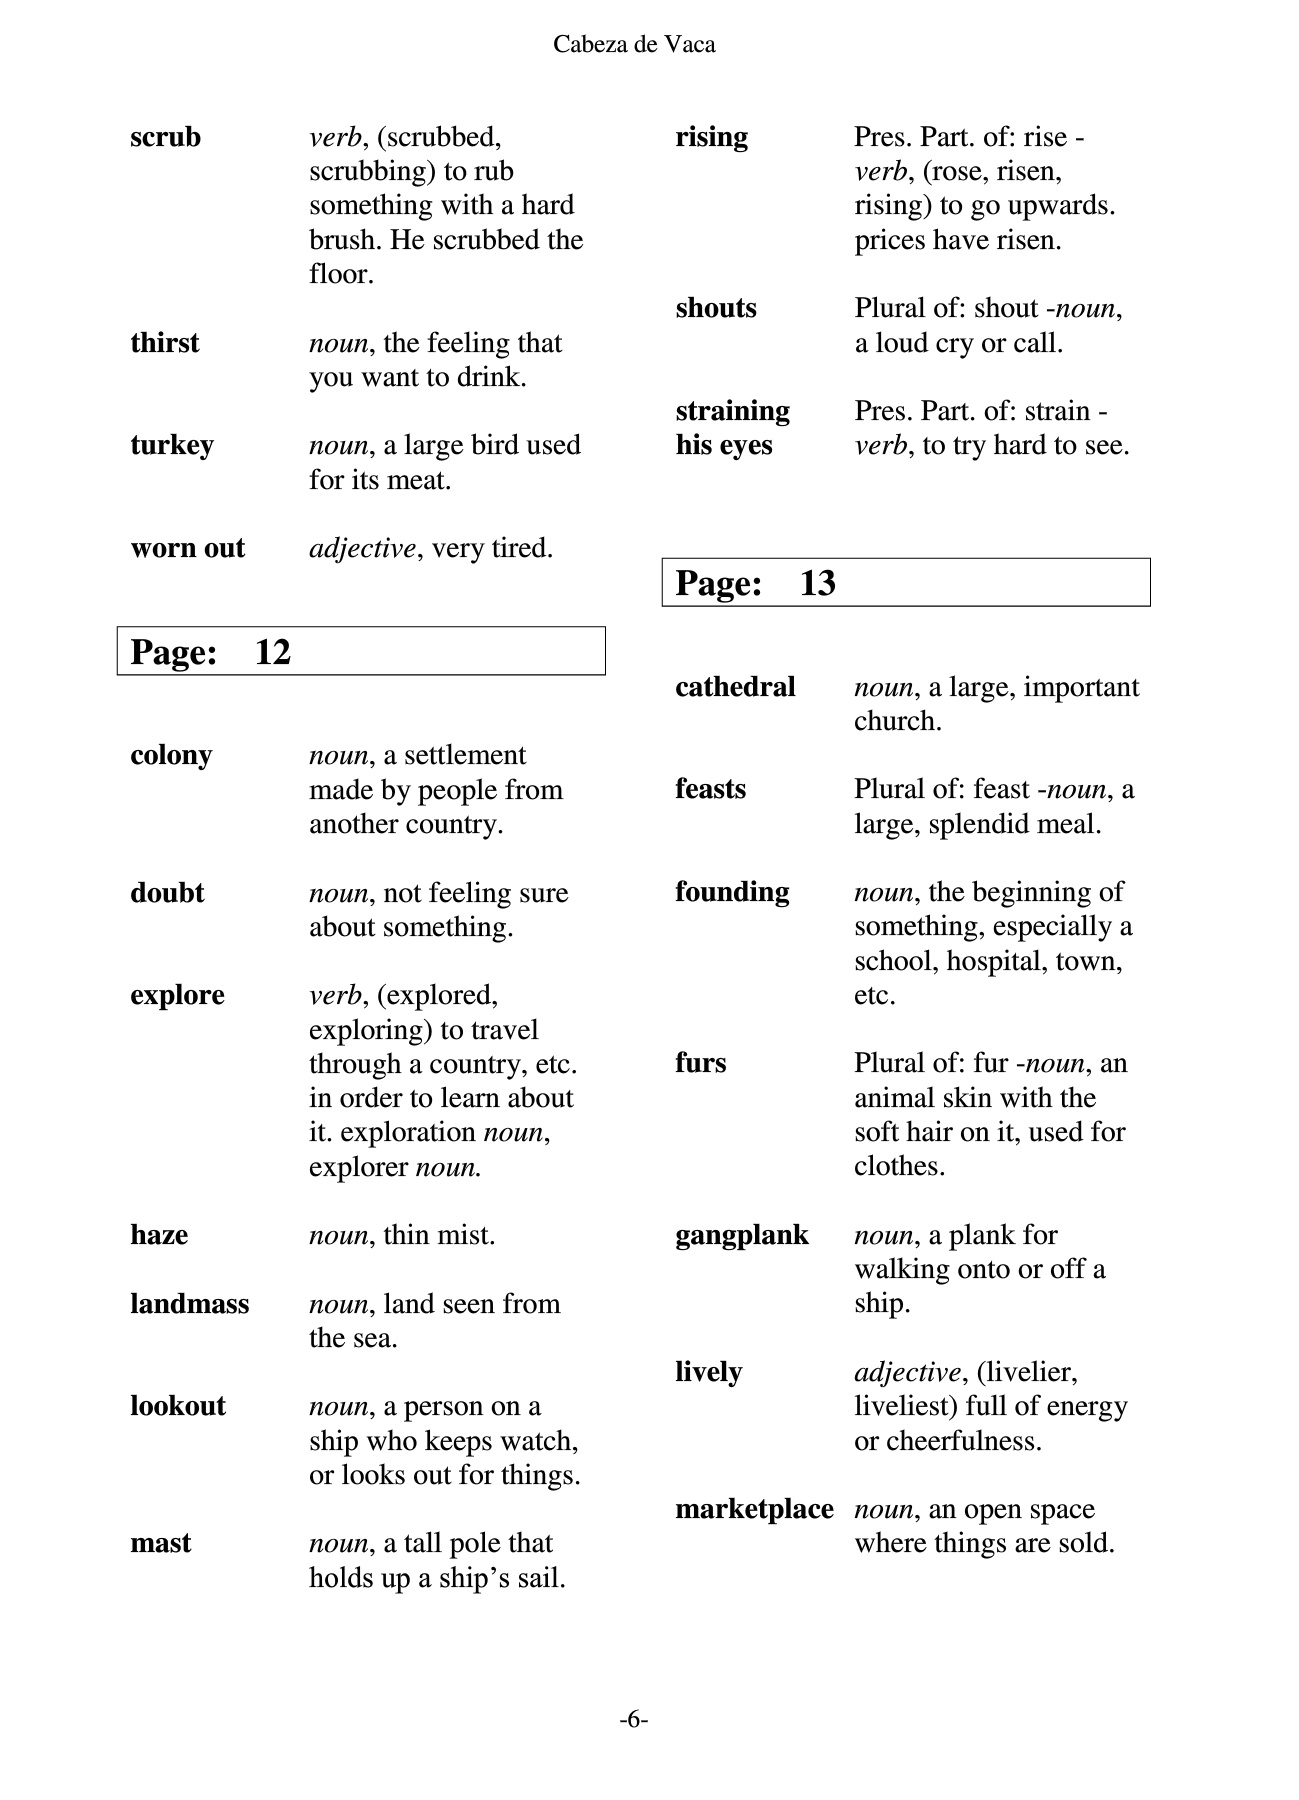 Cabeza de Vaca
scrub verb, (scrubbed,
scrubbing) to rub
something with a hard
brush. He scrubbed the
floor.
thirst noun, the feeling that
you want to drink.
turkey noun, a large bird used
for its meat.
worn out adjective, very tired.
Page: 12
colony noun, a settlement
made by people from
another country.
doubt noun, not feeling sure
about something.
explore verb, (explored,
exploring) to travel
through a country, etc.
in order to learn about
it. exploration noun,
explorer noun.
haze noun, thin mist.
landmass noun, land seen from
the sea.
lookout noun, a person on a
ship who keeps watch,
or looks out for things.
mast noun, a tall pole that
holds up a ship’s sail.
rising Pres. Part. of: rise -
verb, (rose, risen,
rising) to go upwards.
prices have risen.
shouts Plural of: shout -noun,
a loud cry or call.
straining Pres. Part. of: strain -
his eyes verb, to try hard to see.
Page: 13
cathedral noun, a large, important
church.
feasts Plural of: feast -noun, a
large, splendid meal.
founding noun, the beginning of
something, especially a
school, hospital, town,
etc.
furs Plural of: fur -noun, an
animal skin with the
soft hair on it, used for
clothes.
gangplank noun, a plank for
walking onto or off a
ship.
lively adjective, (livelier,
liveliest) full of energy
or cheerfulness.
marketplace noun, an open space
where things are sold.
-6-